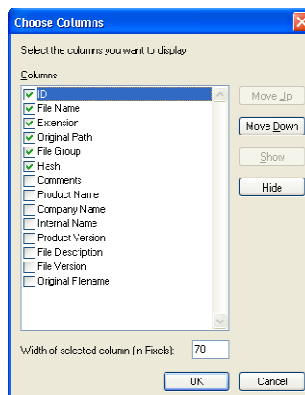 Choose Columns
Select the columns you want to display
Columns
ID
File Name
Extension
Original Path
File Group
Hash
Comments
Product Name
Company Name
Internal Name
Product Version
File Description
File Version
Original Filename
Move Up
Move Down
Show
Hide
Width of selected column (in Pixels): 70
OK
Cancel